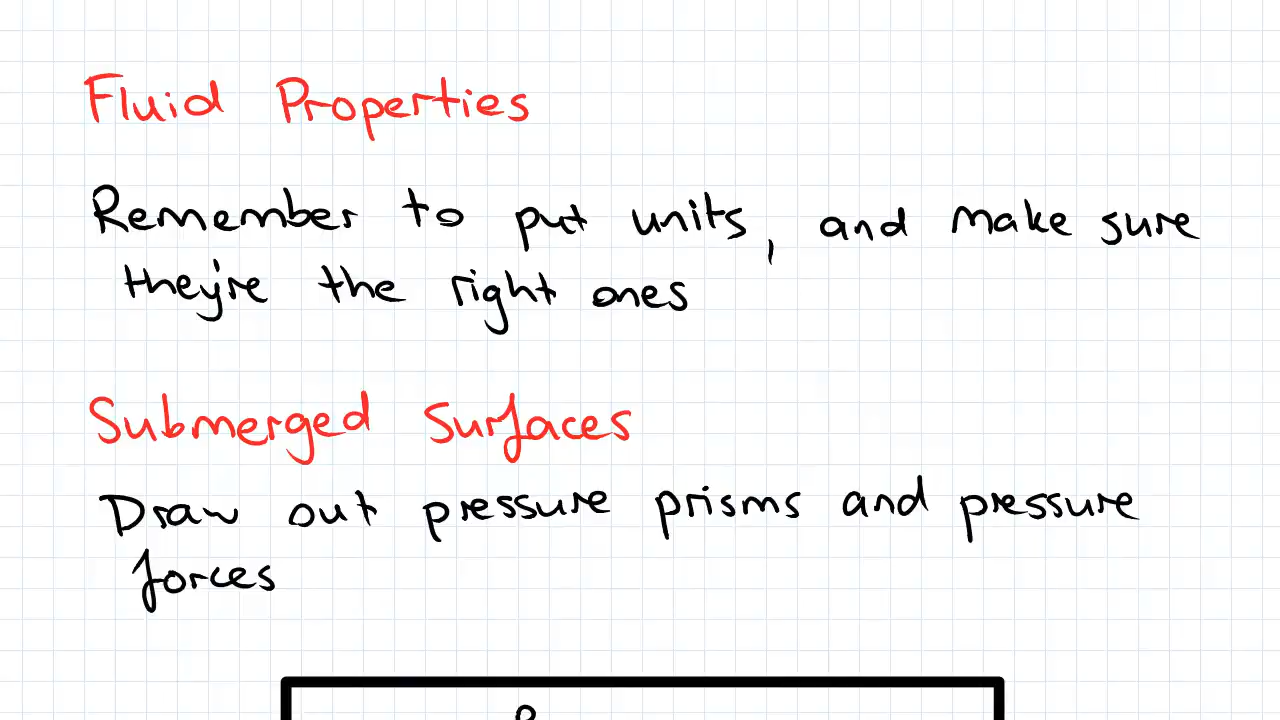 Fluid Properties
Remember to put units, and make sure
they're the right ones
Submerged Surfaces
Draw out pressure prisms and pressure
forces